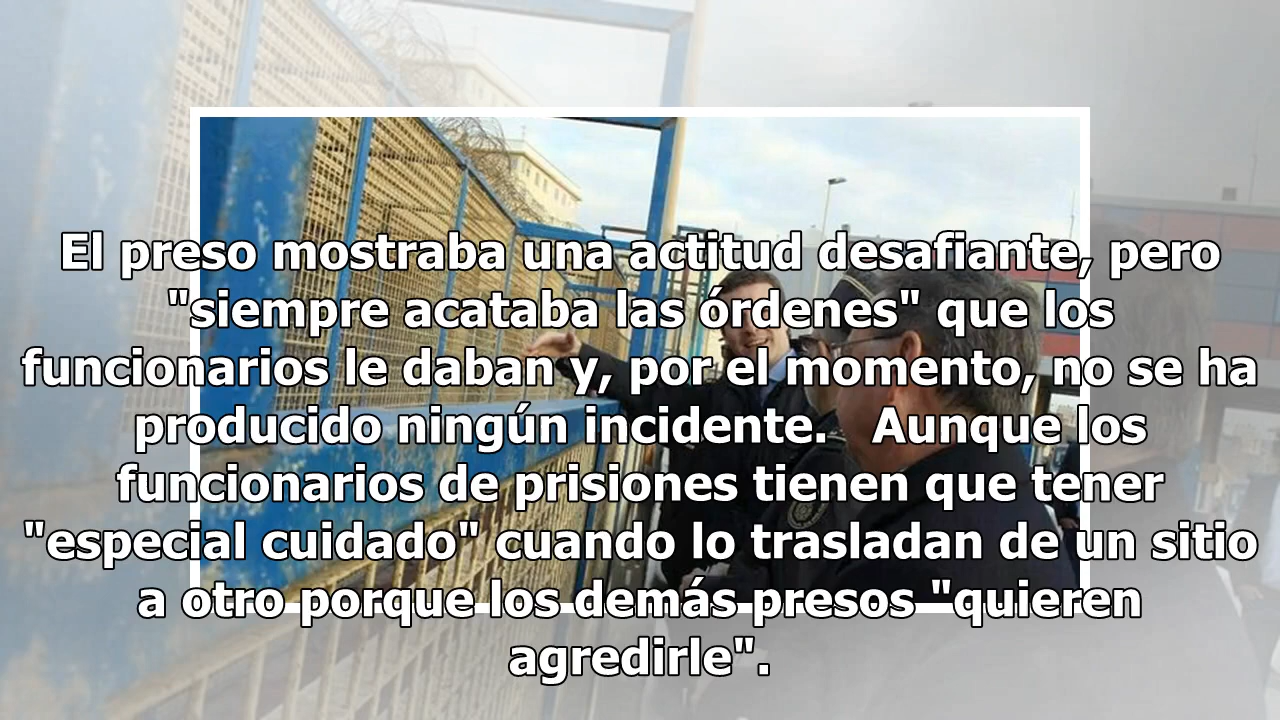 El preso mostraba una actitud desafiante, pero
"siempre acataba las órdenes" que los
funcionarios le daban y, por el momento, no se ha
producido ningún incidente.   Aunque los
funcionarios de prisiones tienen que tener
"especial cuidado" cuando lo trasladan de un sitio
a otro porque los demás presos "quieren
agredirle".